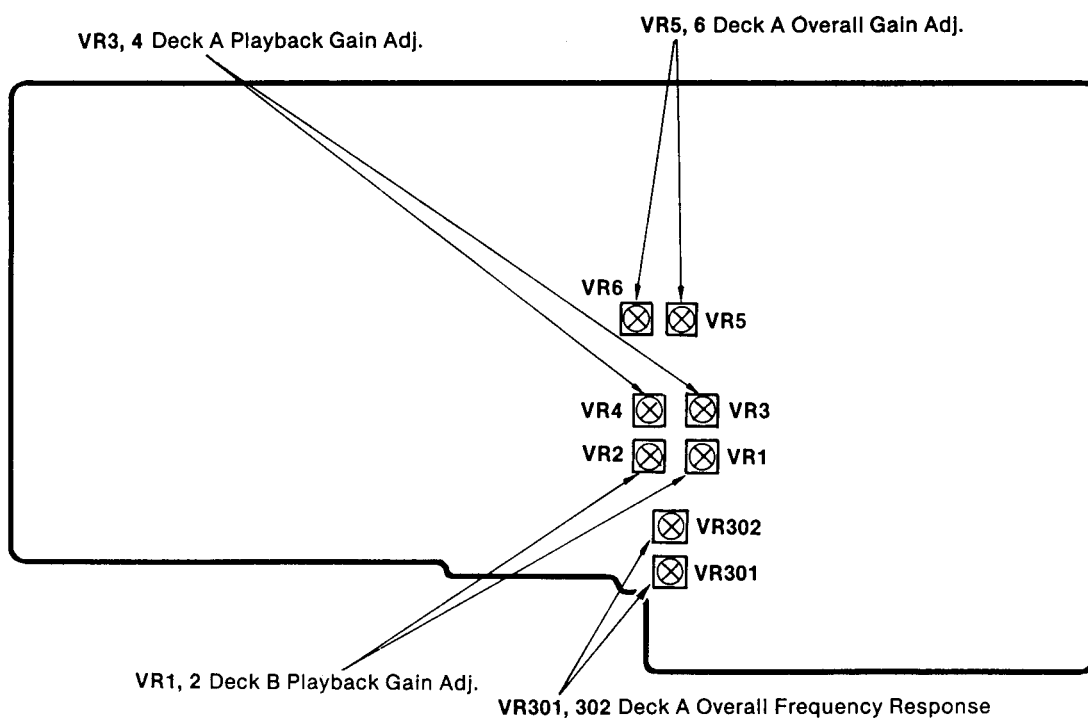 VR3, 4 Deck A Playback Gain Adj.
VR5, 6 Deck A Overall Gain Adj.
VR6
VR5
VR4
VR3
VR2
VR1
VR302
VR301
VR1, 2 Deck B Playback Gain Adj.
VR301, 302 Deck A Overall Frequency Response